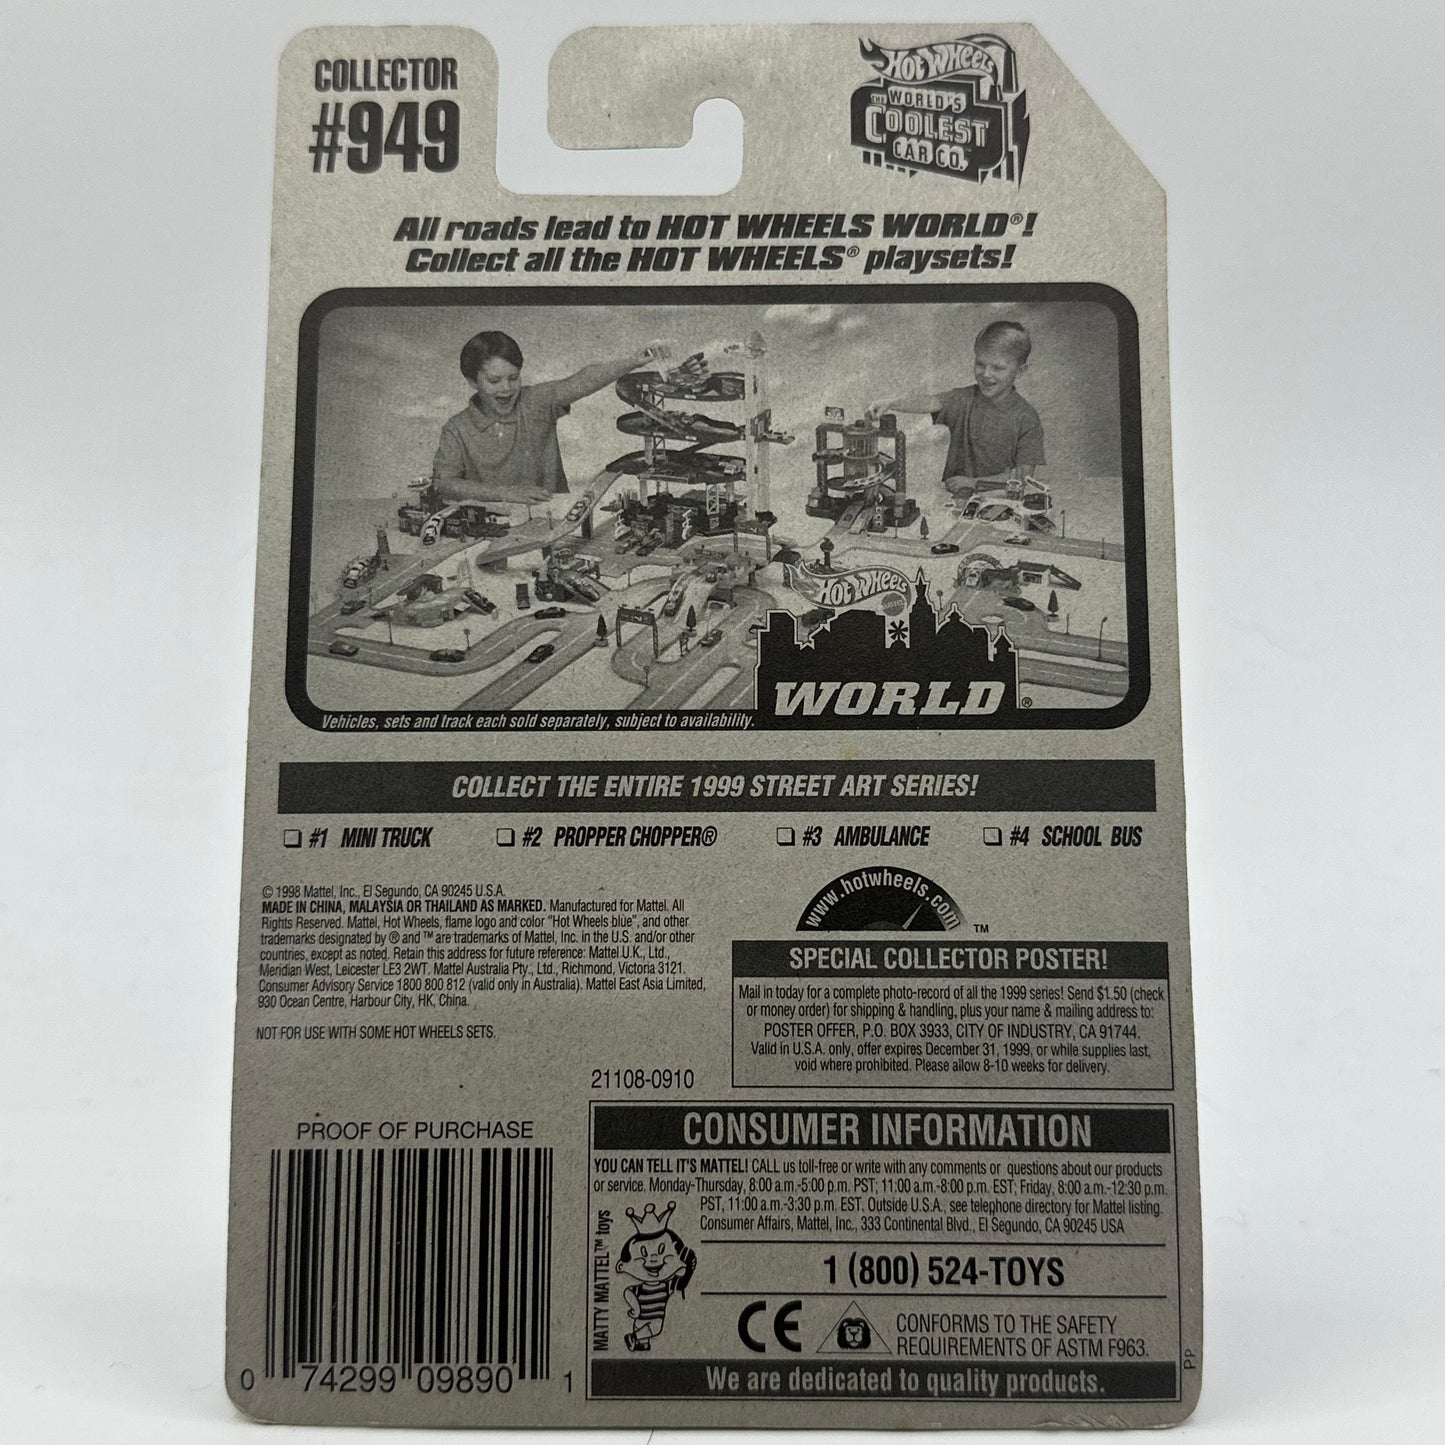 COLLECTOR
#949
HOT WHEELS
THE WORLD'S
COOLEST
CAR CO.™
All roads lead to HOT WHEELS WORLD®!
Collect all the HOT WHEELS® playsets!
HOT WHEELS
WORLD®
Vehicles, sets and track each sold separately, subject to availability.
COLLECT THE ENTIRE 1999 STREET ART SERIES!
❏ #1 MINI TRUCK ❏ #2 PROPPER CHOPPER® ❏ #3 AMBULANCE ❏ #4 SCHOOL BUS
© 1998 Mattel, Inc., El Segundo, CA 90245 U.S.A.
MADE IN CHINA, MALAYSIA OR THAILAND AS MARKED. Manufactured for Mattel. All
Rights Reserved. Mattel, Hot Wheels, flame logo and color "Hot Wheels blue", and other
trademarks designated by ® and ™ are trademarks of Mattel, Inc. in the U.S. and/or other
countries, except as noted. Retain this address for future reference: Mattel U.K., Ltd.,
Meridian West, Leicester LE3 2WT. Mattel Australia Pty., Ltd., Richmond, Victoria 3121.
Consumer Advisory Service 1800 800 812 (valid only in Australia). Mattel East Asia Limited,
930 Ocean Centre, Harbour City, HK, China.
NOT FOR USE WITH SOME HOT WHEELS SETS.
www.hotwheels.com™
SPECIAL COLLECTOR POSTER!
Mail in today for a complete photo-record of all the 1999 series! Send $1.50 (check
or money order) for shipping & handling, plus your name & mailing address to:
POSTER OFFER, P.O. BOX 3933, CITY OF INDUSTRY, CA 91744.
Valid in U.S.A. only, offer expires December 31, 1999, or while supplies last,
void where prohibited. Please allow 8-10 weeks for delivery.
21108-0910
PROOF OF PURCHASE
0 74299 09890 1
CONSUMER INFORMATION
YOU CAN TELL IT'S MATTEL! CALL us toll-free or write with any comments or questions about our products
or service. Monday-Thursday, 8:00 a.m.-5:00 p.m. PST; 11:00 a.m.-8:00 p.m. EST; Friday, 8:00 a.m.-12:30 p.m.
PST, 11:00 a.m.-3:30 p.m. EST. Outside U.S.A., see telephone directory for Mattel listing.
Consumer Affairs, Mattel, Inc., 333 Continental Blvd., El Segundo, CA 90245 USA
MATTY MATTEL™ toys
1 (800) 524-TOYS
CE
CONFORMS TO THE SAFETY
REQUIREMENTS OF ASTM F963.
We are dedicated to quality products.
PP